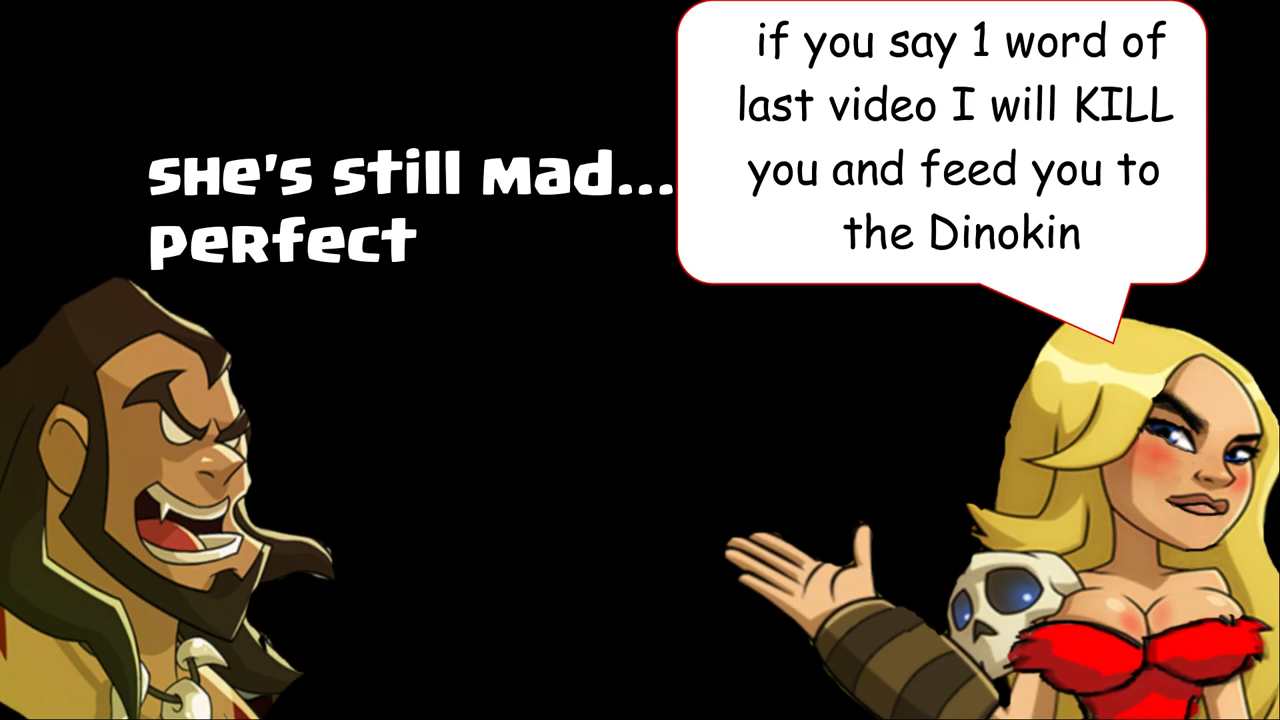 She's still mad...
perfect
if you say 1 word of
last video I will KILL
you and feed you to
the Dinokin